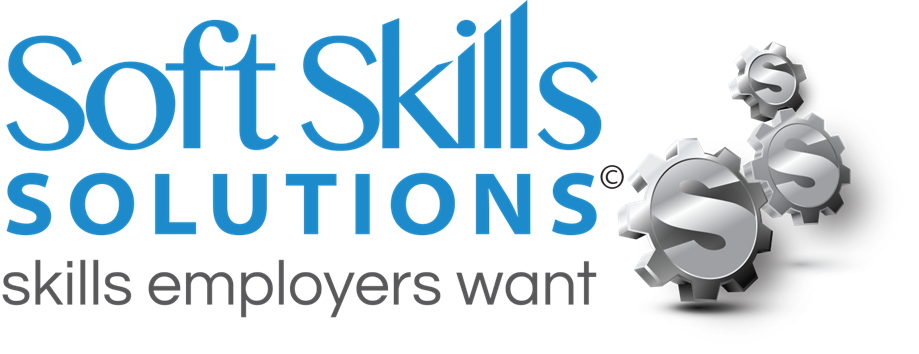 Soft Skills
SOLUTIONS©
skills employers want
S
S
S